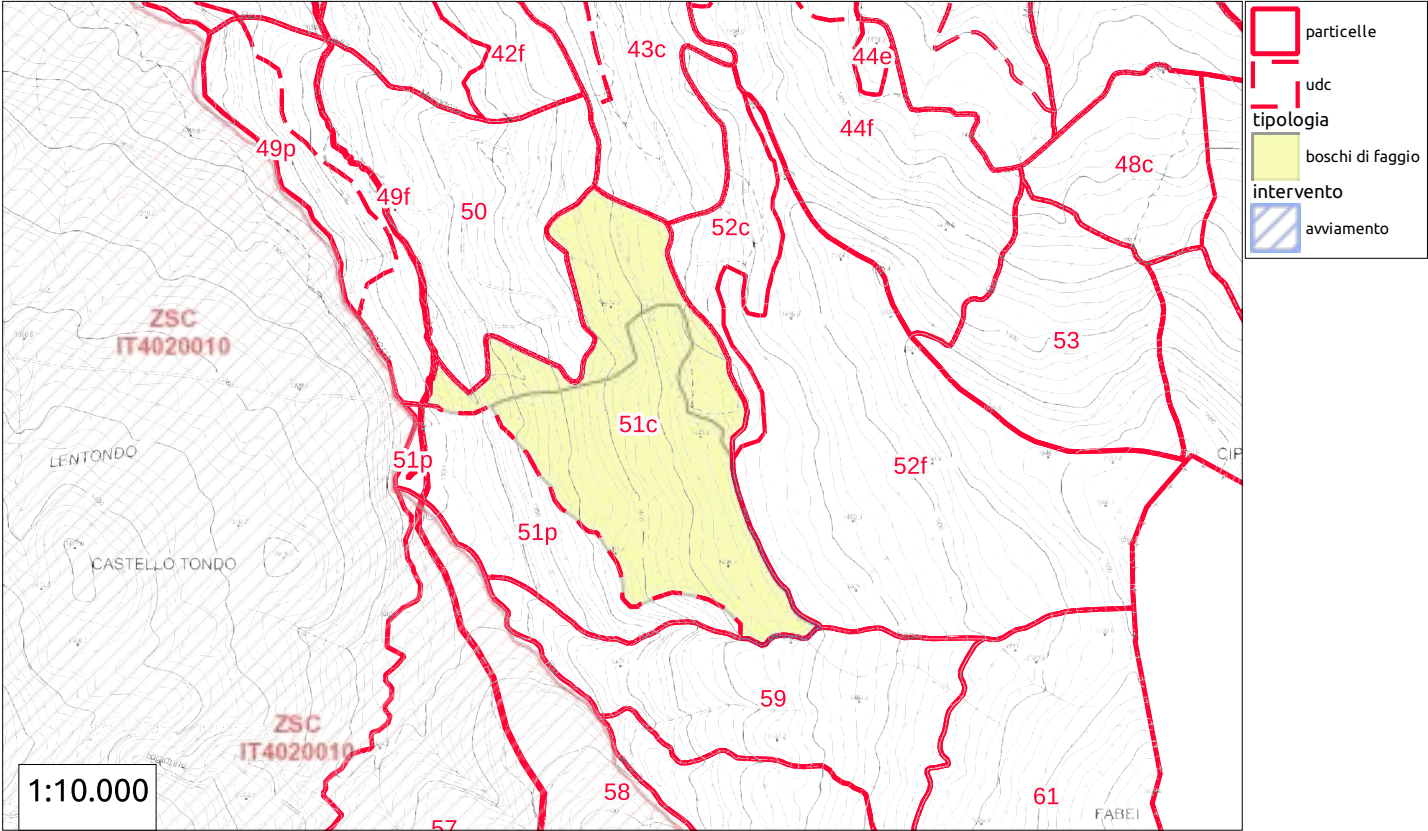 42f
43c
44e
44f
49p
48c
49f
50
52c
ZSC
IT4020010
53
51c
LENTONDO
51p
52f
CIP
51p
CASTELLO TONDO
59
ZSC
IT4020010
58
61
57
FABEI
1:10.000
particelle
udc
tipologia
boschi di faggio
intervento
avviamento